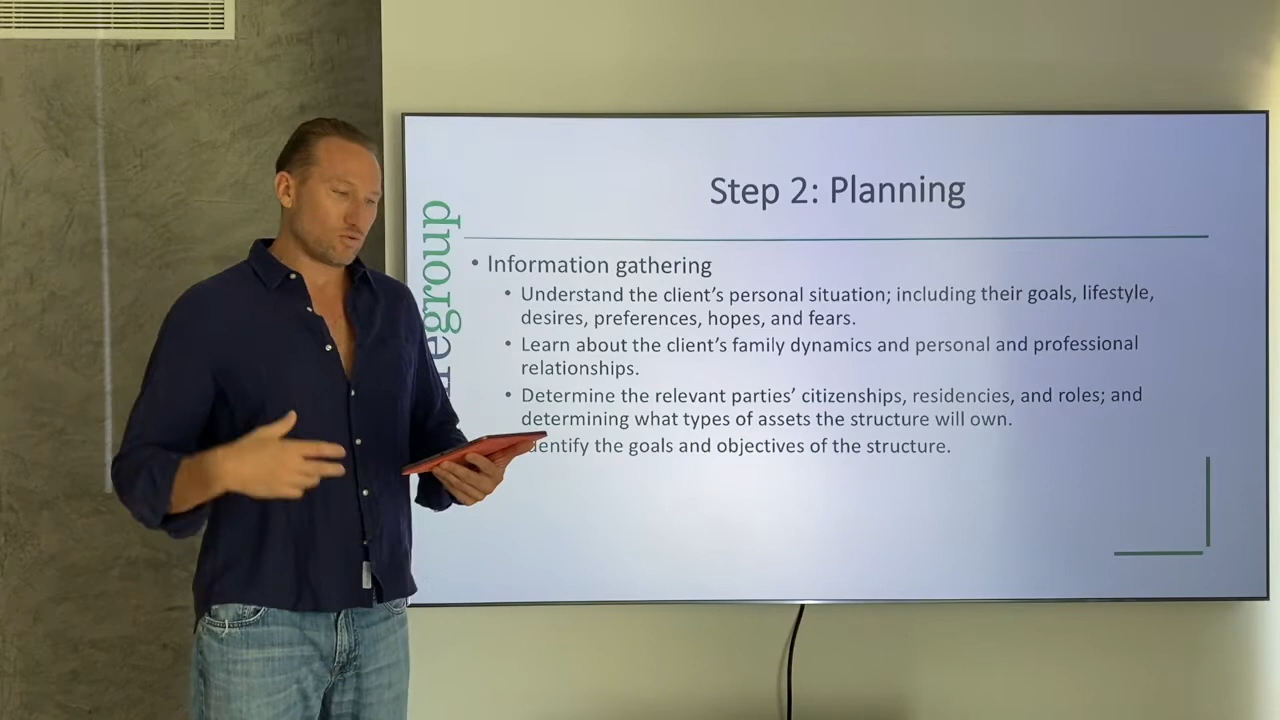 Step 2: Planning
group
• Information gathering
• Understand the client's personal situation; including their goals, lifestyle,
desires, preferences, hopes, and fears.
• Learn about the client's family dynamics and personal and professional
relationships.
• Determine the relevant parties' citizenships, residencies, and roles; and
determining what types of assets the structure will own.
the goals and objectives of the structure.